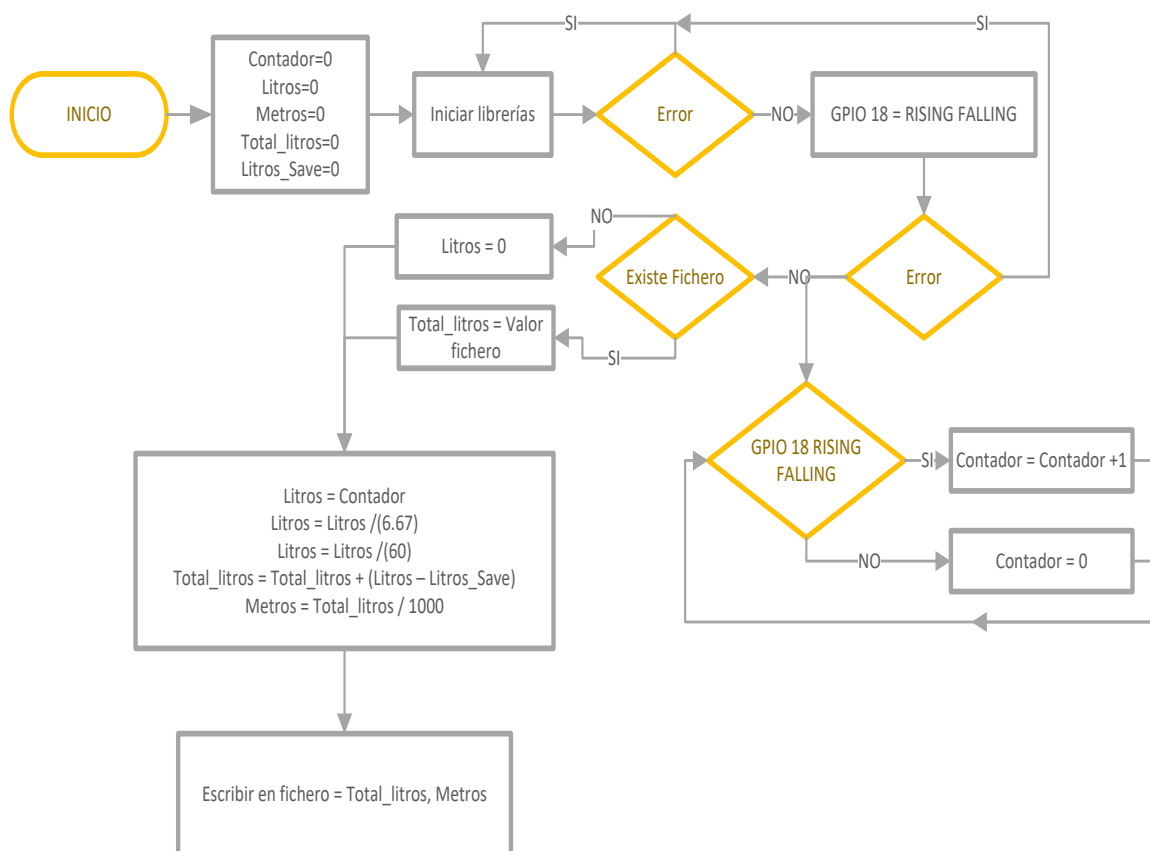 SI
SI
INICIO
Contador=0
Litros=0
Metros=0
Total_litros=0
Litros_Save=0
Iniciar librerías
Error
NO
GPIO 18 = RISING FALLING
NO
Litros = 0
Existe Fichero
NO
Error
Total_litros = Valor
fichero
SI
GPIO 18 RISING
FALLING
SI
Contador = Contador +1
NO
Contador = 0
Litros = Contador
Litros = Litros /(6.67)
Litros = Litros /(60)
Total_litros = Total_litros + (Litros – Litros_Save)
Metros = Total_litros / 1000
Escribir en fichero = Total_litros, Metros